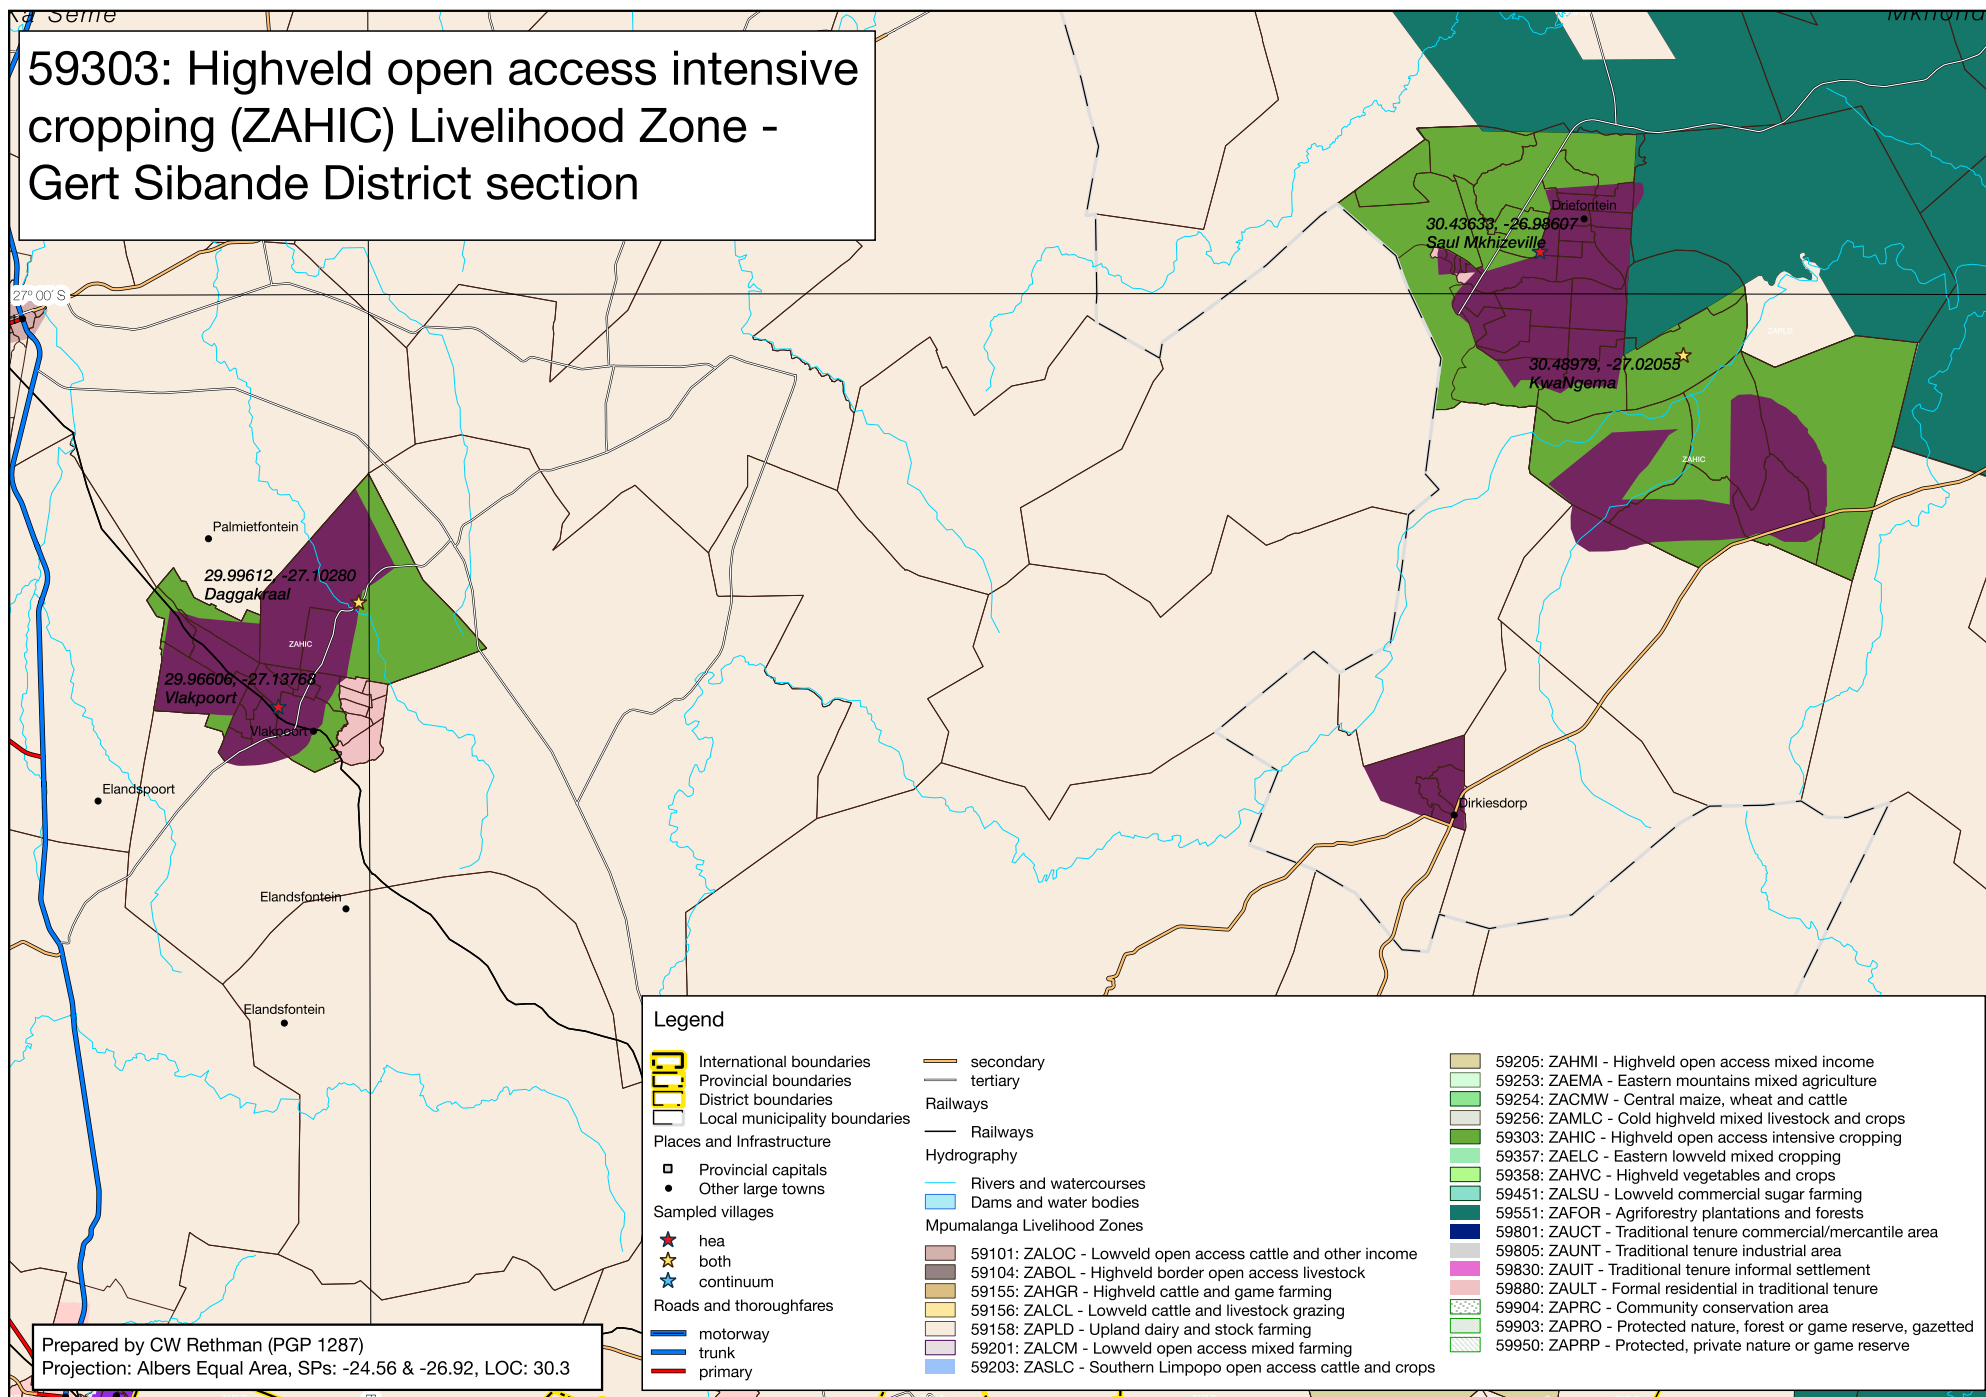 59303: Highveld open access intensive
cropping (ZAHIC) Livelihood Zone -
Gert Sibande District section
27° 00' S
Driefontein
30.43633, -26.98607
Saul Mkhizeville
ZAPLD
30.48979, -27.02055
KwaNgema
ZAHIC
Palmietfontein
29.99612, -27.10280
Daggakraal
ZAHIC
29.96606, -27.13768
Vlakpoort
Vlakpoort
Elandspoort
Dirkiesdorp
Elandsfontein
Elandsfontein
Legend
International boundaries
Provincial boundaries
District boundaries
Local municipality boundaries
Places and Infrastructure
Provincial capitals
Other large towns
Sampled villages
hea
both
continuum
Roads and thoroughfares
motorway
trunk
primary
secondary
tertiary
Railways
Railways
Hydrography
Rivers and watercourses
Dams and water bodies
Mpumalanga Livelihood Zones
59101: ZALOC - Lowveld open access cattle and other income
59104: ZABOL - Highveld border open access livestock
59155: ZAHGR - Highveld cattle and game farming
59156: ZALCL - Lowveld cattle and livestock grazing
59158: ZAPLD - Upland dairy and stock farming
59201: ZALCM - Lowveld open access mixed farming
59203: ZASLC - Southern Limpopo open access cattle and crops
59205: ZAHMI - Highveld open access mixed income
59253: ZAEMA - Eastern mountains mixed agriculture
59254: ZACMW - Central maize, wheat and cattle
59256: ZAMLC - Cold highveld mixed livestock and crops
59303: ZAHIC - Highveld open access intensive cropping
59357: ZAELC - Eastern lowveld mixed cropping
59358: ZAHVC - Highveld vegetables and crops
59451: ZALSU - Lowveld commercial sugar farming
59551: ZAFOR - Agriforestry plantations and forests
59801: ZAUCT - Traditional tenure commercial/mercantile area
59805: ZAUNT - Traditional tenure industrial area
59830: ZAUIT - Traditional tenure informal settlement
59880: ZAULT - Formal residential in traditional tenure
59904: ZAPRC - Community conservation area
59903: ZAPRO - Protected nature, forest or game reserve, gazetted
59950: ZAPRP - Protected, private nature or game reserve
Prepared by CW Rethman (PGP 1287)
Projection: Albers Equal Area, SPs: -24.56 & -26.92, LOC: 30.3